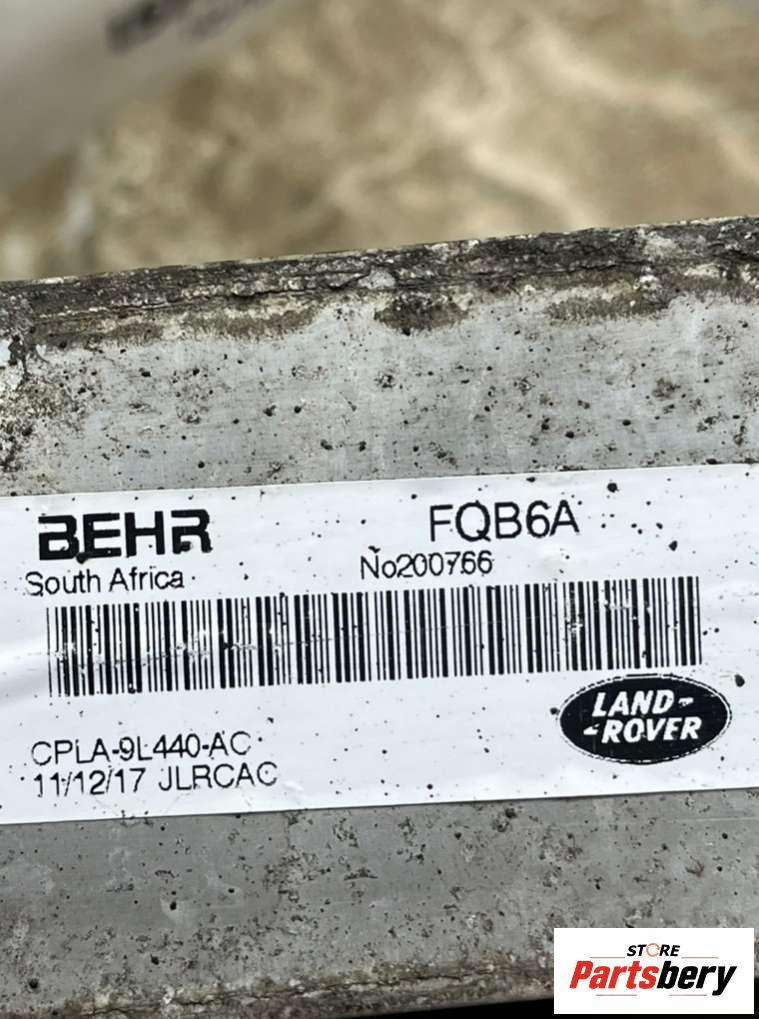 BEHR
FQB6A
South Africa
No200766
CPLA-9L440-AC
11/12/17 JLRCAC
LAND-
-ROVER
STORE
Partsbery